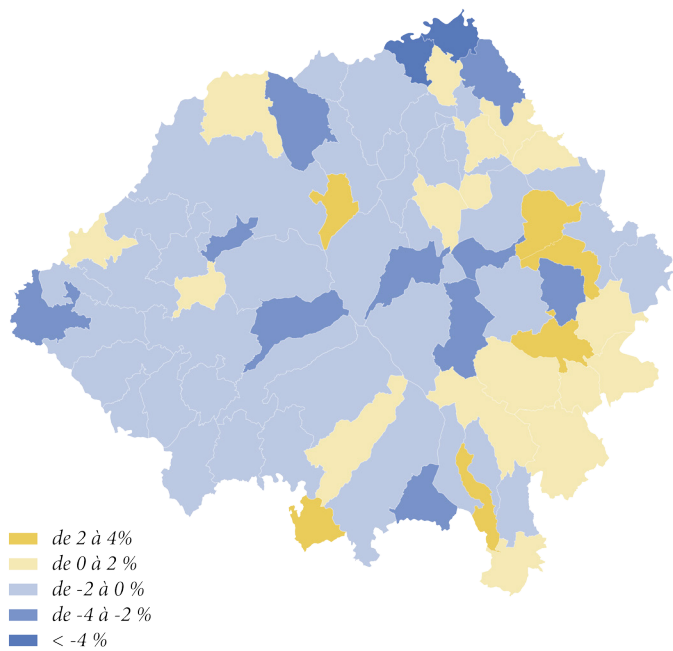 de 2 à 4%
de 0 à 2 %
de -2 à 0 %
de -4 à -2 %
< -4 %